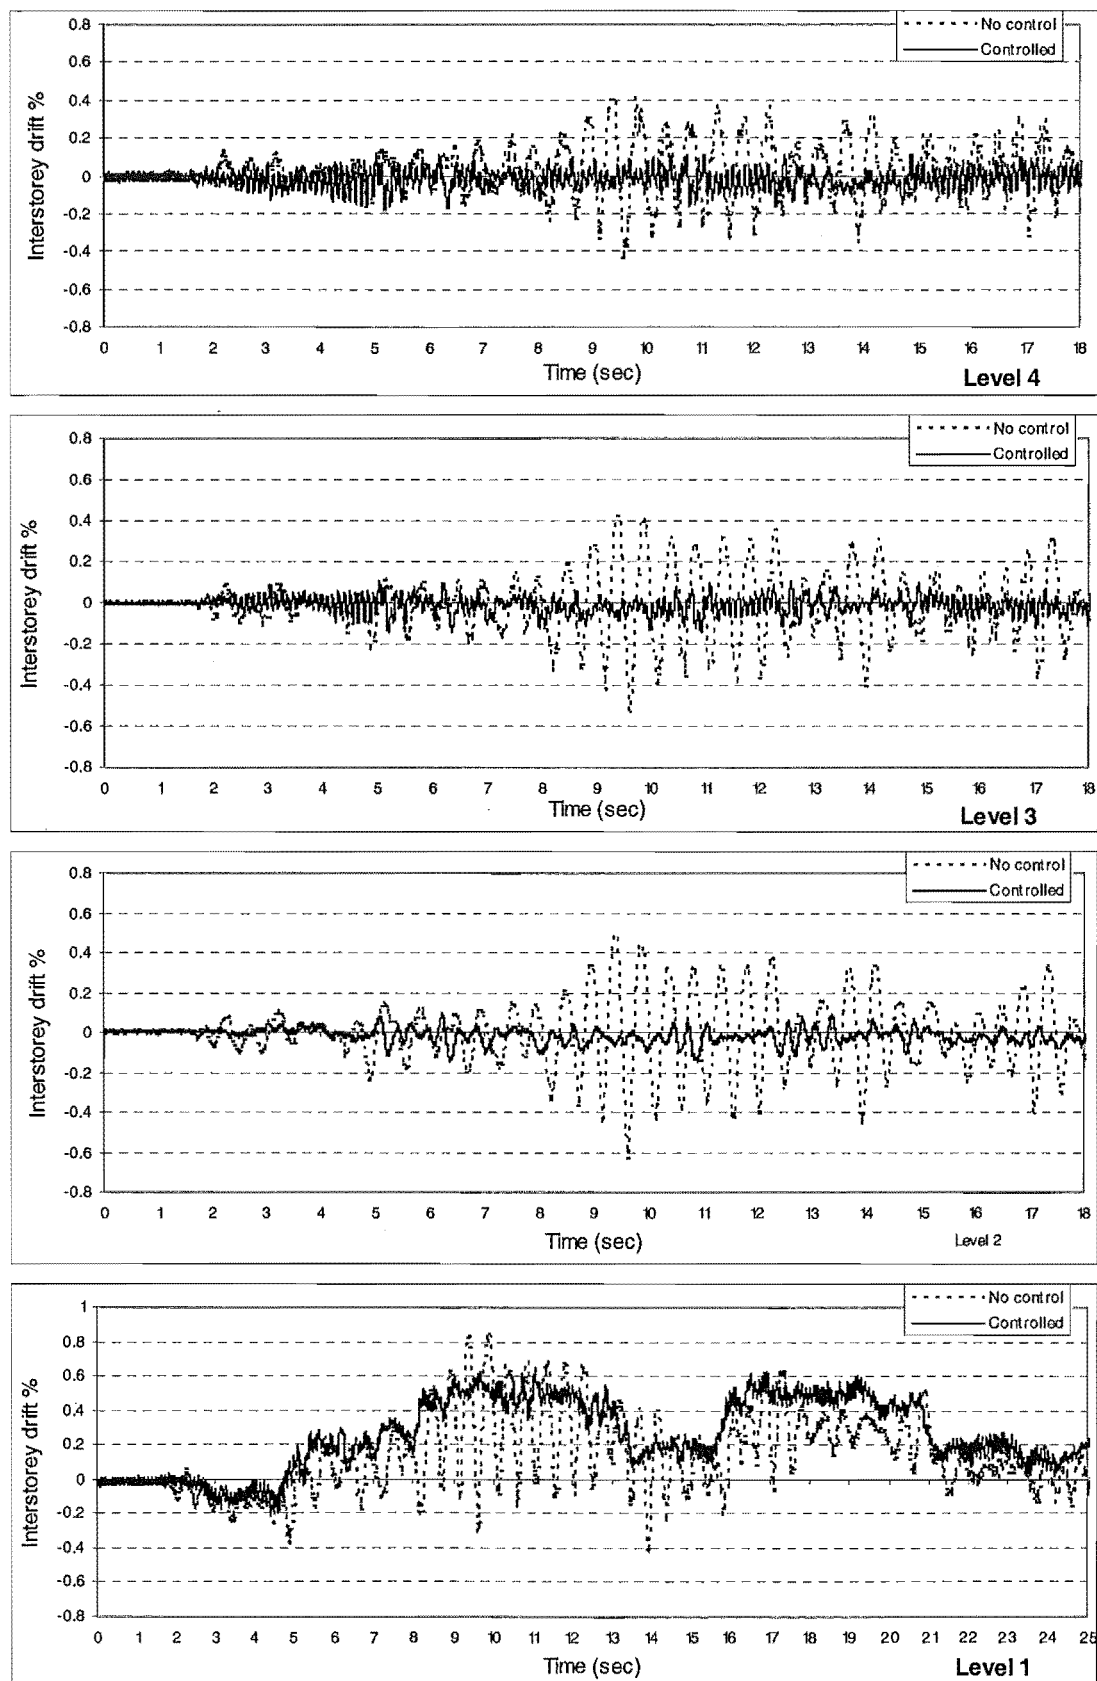 No control
Controlled
Interstorey drift %
0.8
0.6
0.4
0.2
0
-0.2
-0.4
-0.6
-0.8
0 1 2 3 4 5 6 7 8 9 10 11 12 13 14 15 16 17 18
Time (sec)
Level 4
No control
Controlled
Interstorey drift %
0.8
0.6
0.4
0.2
0
-0.2
-0.4
-0.6
-0.8
0 1 2 3 4 5 6 7 8 9 10 11 12 13 14 15 16 17 18
Time (sec)
Level 3
No control
Controlled
Interstorey drift %
0.8
0.6
0.4
0.2
0
-0.2
-0.4
-0.6
-0.8
0 1 2 3 4 5 6 7 8 9 10 11 12 13 14 15 16 17 18
Time (sec)
Level 2
No control
Controlled
Interstorey drift %
1
0.8
0.6
0.4
0.2
0
-0.2
-0.4
-0.6
-0.8
0 1 2 3 4 5 6 7 8 9 10 11 12 13 14 15 16 17 18 19 20 21 22 23 24 25
Time (sec)
Level 1